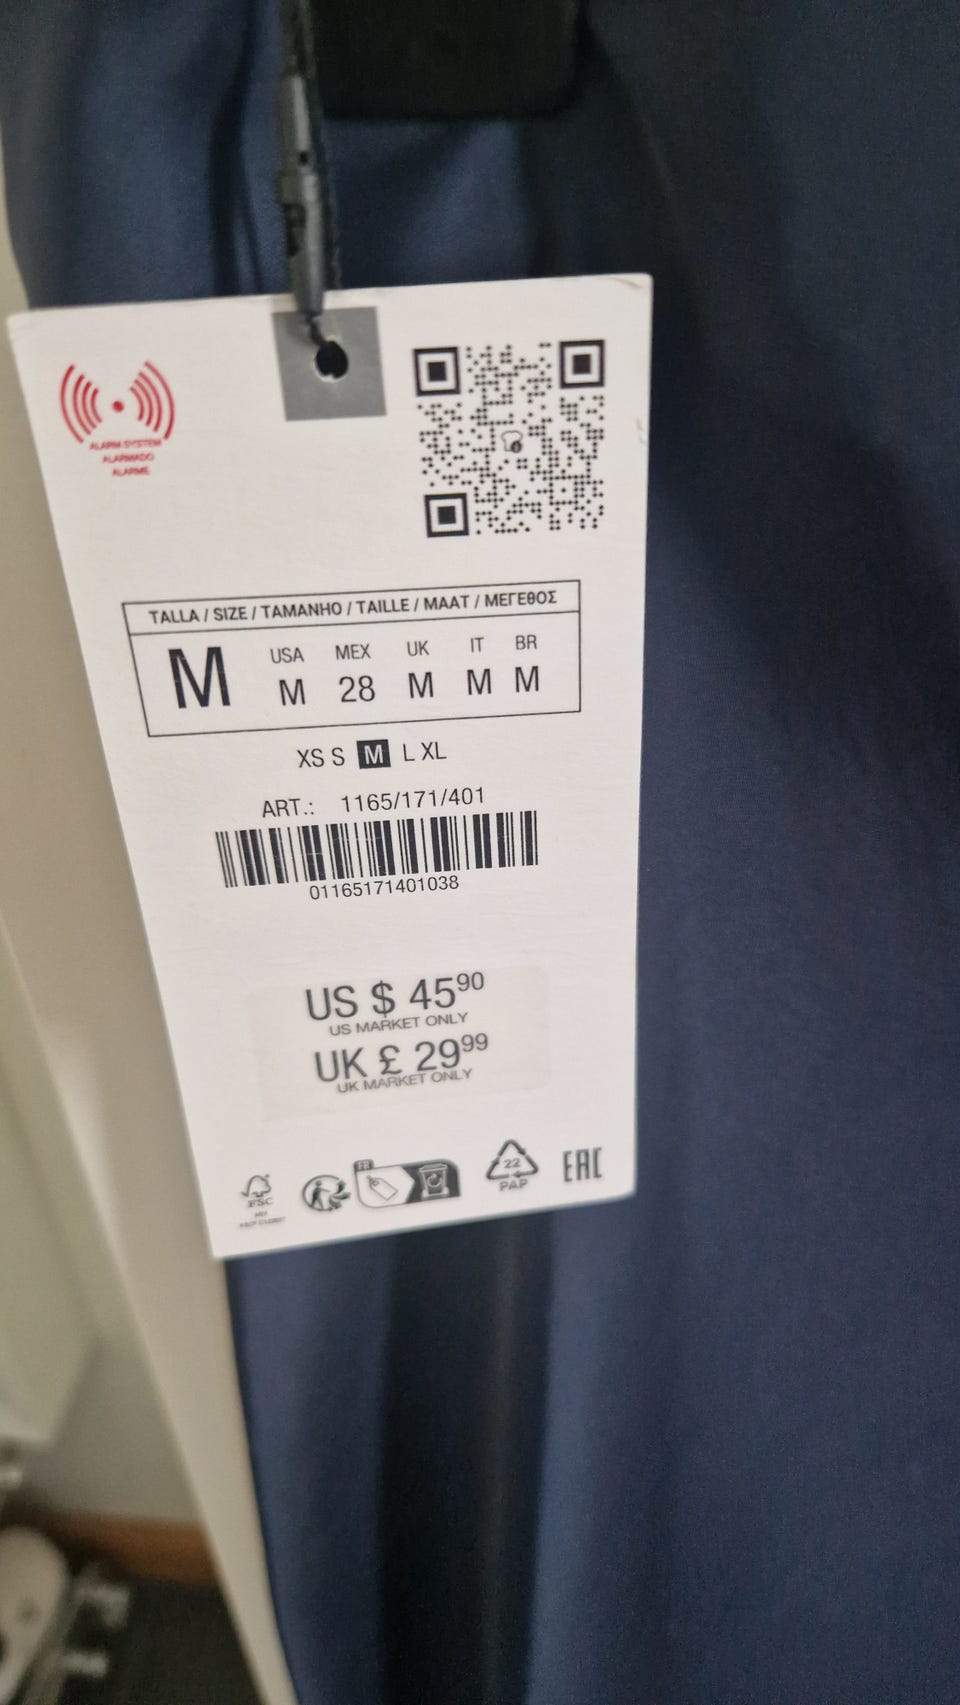 ALARM SYSTEM
ALARMADO
ALARME
TALLA / SIZE / TAMANHO / TAILLE / MAAT / ΜΕΓΕΘΟΣ
M
USA MEX UK IT BR
M 28 M M M
XS S M L XL
ART.: 1165/171/401
01165171401038
US $ 45⁹⁰
US MARKET ONLY
UK £ 29⁹⁹
UK MARKET ONLY
FSC
FR
22
PAP
EAC